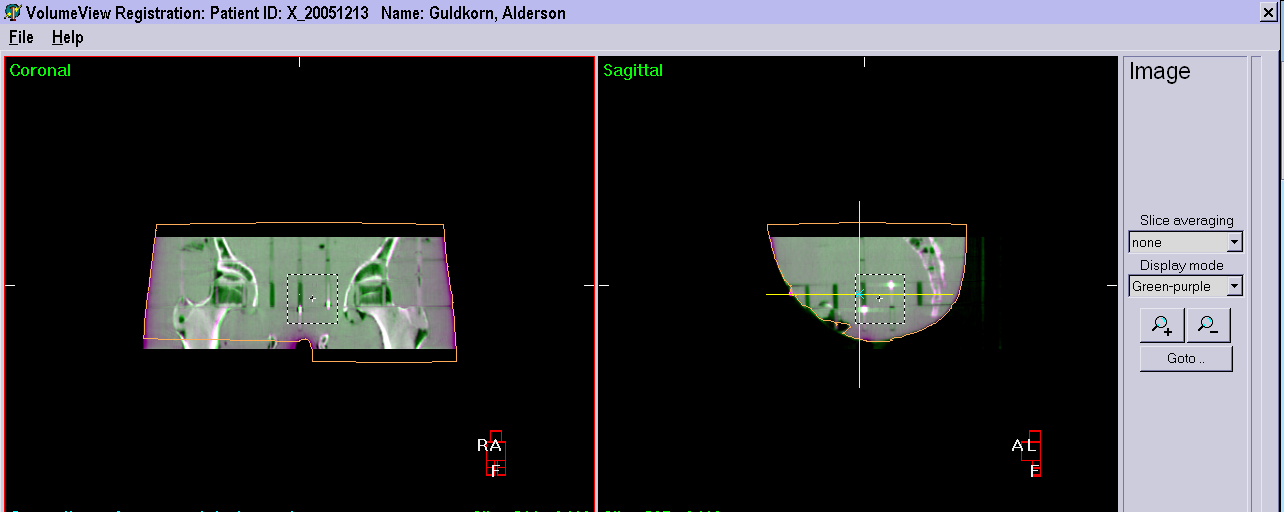 VolumeView Registration: Patient ID: X_20051213 Name: Guldkorn, Alderson
File Help
Coronal
Sagittal
Image
Slice averaging
none
Display mode
Green-purple
Goto ..
RA
F
AL
F